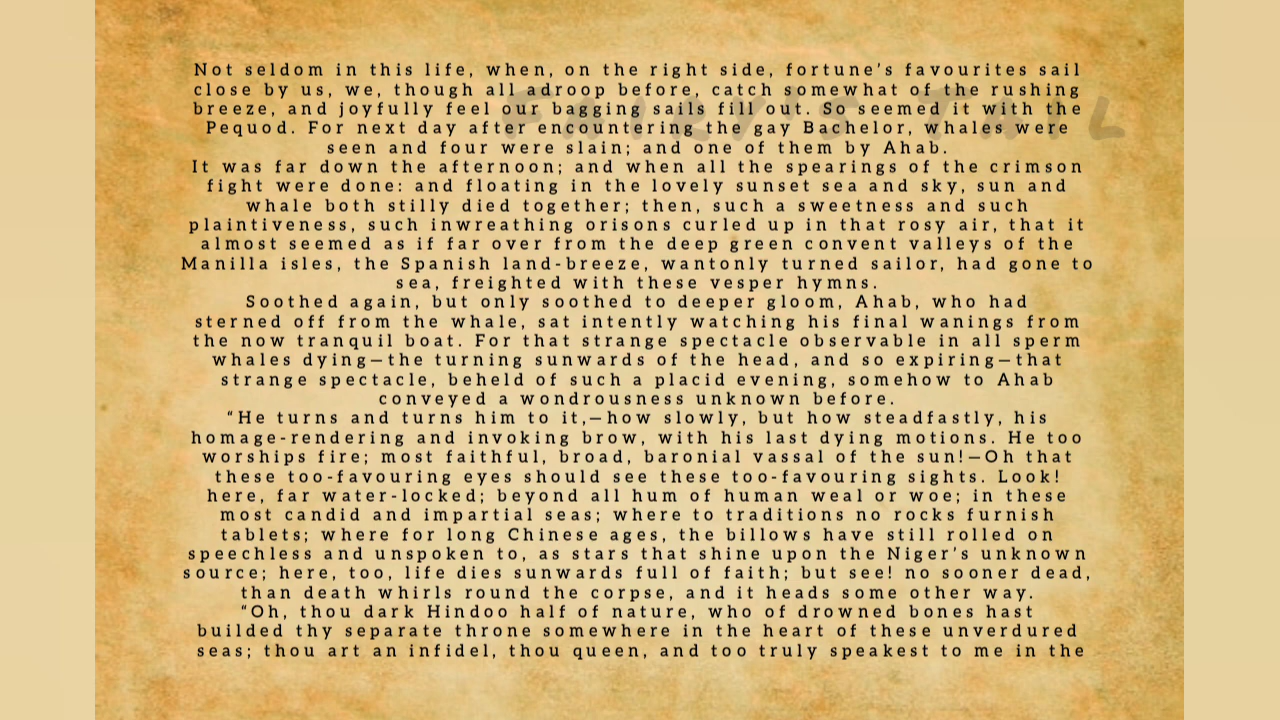 Not seldom in this life, when, on the right side, fortune's favourites sail
close by us, we, though all adroop before, catch somewhat of the rushing
breeze, and joyfully feel our bagging sails fill out. So seemed it with the
Pequod. For next day after encountering the gay Bachelor, whales were
seen and four were slain; and one of them by Ahab.
It was far down the afternoon; and when all the spearings of the crimson
fight were done: and floating in the lovely sunset sea and sky, sun and
whale both stilly died together; then, such a sweetness and such
plaintiveness, such inwreathing orisons curled up in that rosy air, that it
almost seemed as if far over from the deep green convent valleys of the
Manilla isles, the Spanish land-breeze, wantonly turned sailor, had gone to
sea, freighted with these vesper hymns.
Soothed again, but only soothed to deeper gloom, Ahab, who had
sterned off from the whale, sat intently watching his final wanings from
the now tranquil boat. For that strange spectacle observable in all sperm
whales dying—the turning sunwards of the head, and so expiring—that
strange spectacle, beheld of such a placid evening, somehow to Ahab
conveyed a wondrousness unknown before.
“He turns and turns him to it,—how slowly, but how steadfastly, his
homage-rendering and invoking brow, with his last dying motions. He too
worships fire; most faithful, broad, baronial vassal of the sun!—Oh that
these too-favouring eyes should see these too-favouring sights. Look!
here, far water-locked; beyond all hum of human weal or woe; in these
most candid and impartial seas; where to traditions no rocks furnish
tablets; where for long Chinese ages, the billows have still rolled on
speechless and unspoken to, as stars that shine upon the Niger's unknown
source; here, too, life dies sunwards full of faith; but see! no sooner dead,
than death whirls round the corpse, and it heads some other way.
“Oh, thou dark Hindoo half of nature, who of drowned bones hast
builded thy separate throne somewhere in the heart of these unverdured
seas; thou art an infidel, thou queen, and too truly speakest to me in the